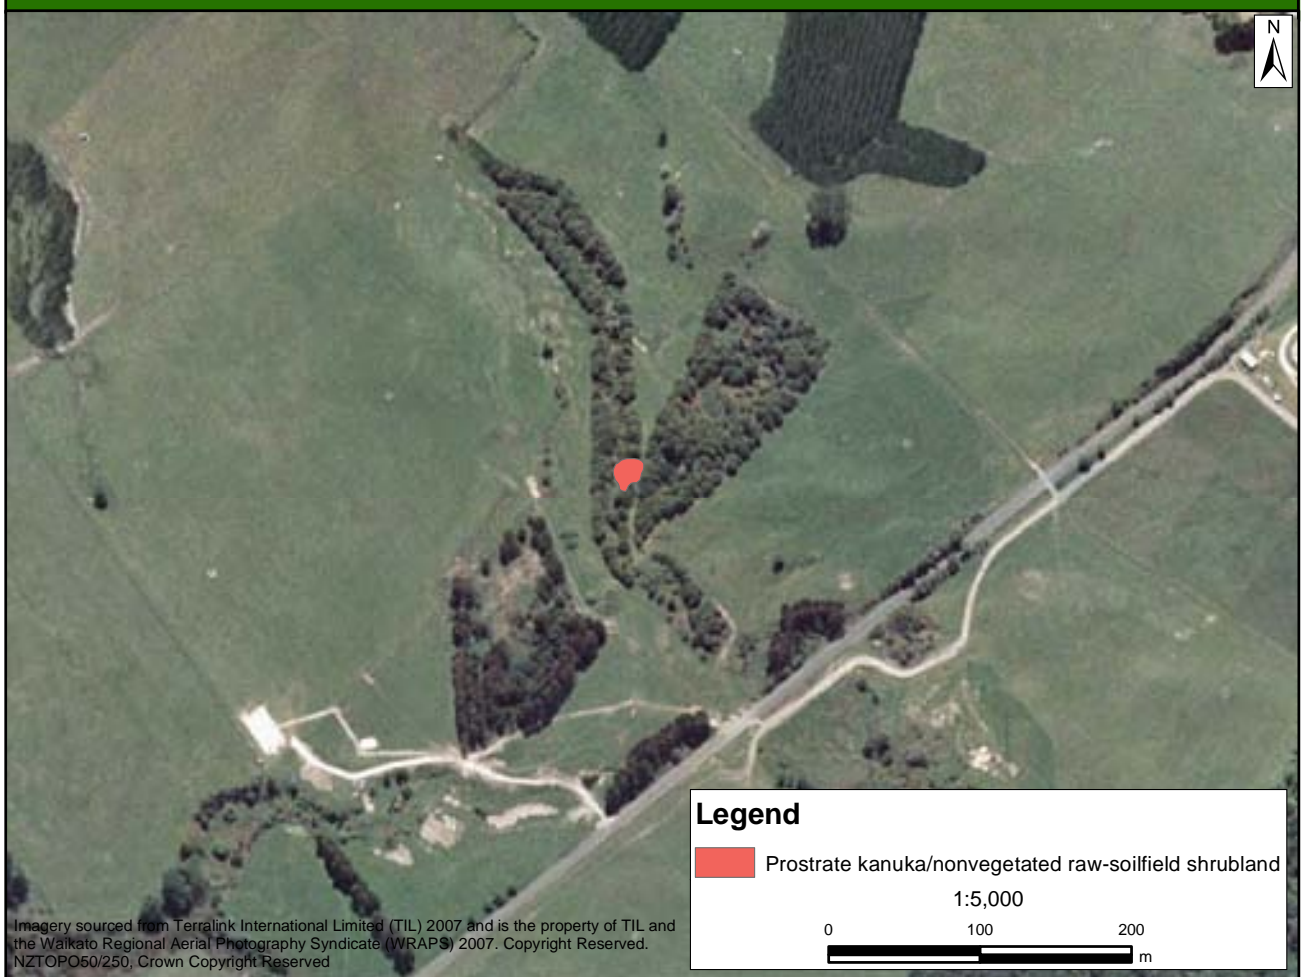 N
Legend
Prostrate kanuka/nonvegetated raw-soilfield shrubland
1:5,000
0 100 200
m
Imagery sourced from Terralink International Limited (TIL) 2007 and is the property of TIL and
the Waikato Regional Aerial Photography Syndicate (WRAPS) 2007. Copyright Reserved.
NZTOPO50/250, Crown Copyright Reserved